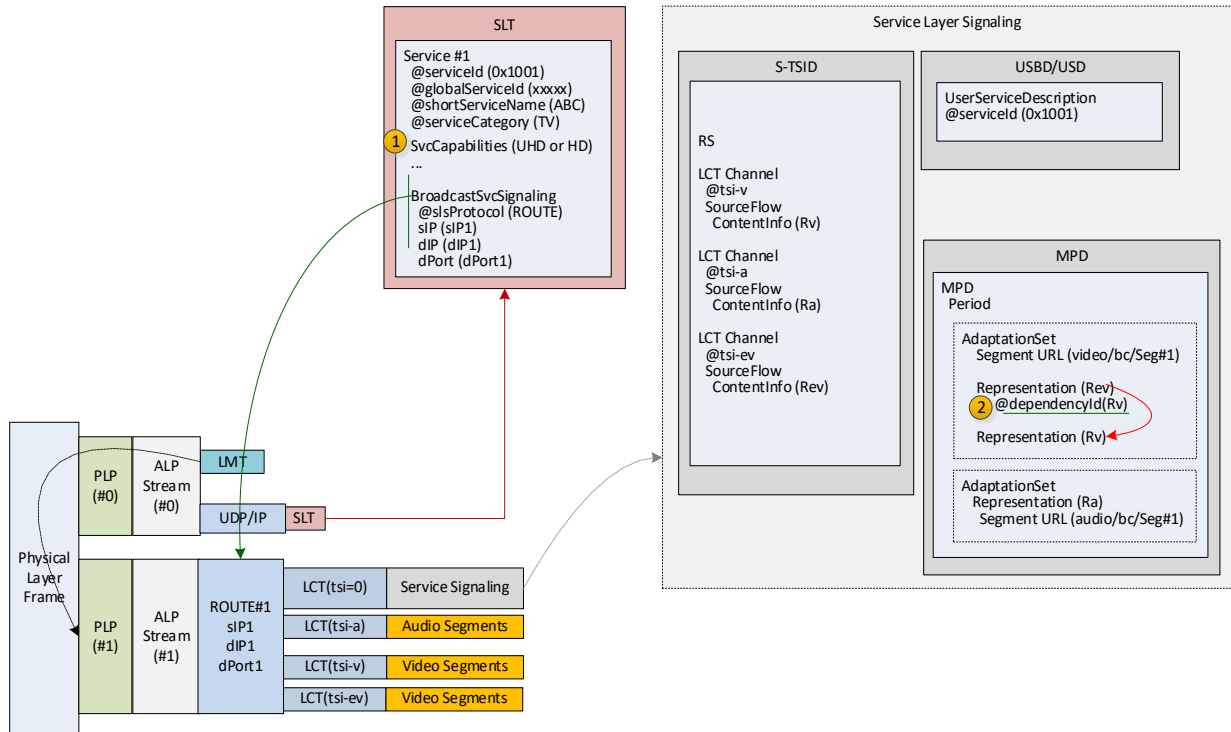 SLT
Service #1
@serviceId (0x1001)
@globalServiceId (xxxxx)
@shortServiceName (ABC)
@serviceCategory (TV)
1
SvcCapabilities (UHD or HD)
...
BroadcastSvcSignaling
@slsProtocol (ROUTE)
sIP (sIP1)
dIP (dIP1)
dPort (dPort1)
Service Layer Signaling
S-TSID
RS
LCT Channel
@tsi-v
SourceFlow
ContentInfo (Rv)
LCT Channel
@tsi-a
SourceFlow
ContentInfo (Ra)
LCT Channel
@tsi-ev
SourceFlow
ContentInfo (Rev)
USBD/USD
UserServiceDescription
@serviceId (0x1001)
MPD
MPD
Period
AdaptationSet
Segment URL (video/bc/Seg#1)
Representation (Rev)
2
@dependencyId(Rv)
Representation (Rv)
AdaptationSet
Representation (Ra)
Segment URL (audio/bc/Seg#1)
Physical
Layer
Frame
PLP
(#0)
ALP
Stream
(#0)
LMT
UDP/IP
SLT
PLP
(#1)
ALP
Stream
(#1)
ROUTE#1
sIP1
dIP1
dPort1
LCT(tsi=0)
Service Signaling
LCT(tsi-a)
Audio Segments
LCT(tsi-v)
Video Segments
LCT(tsi-ev)
Video Segments